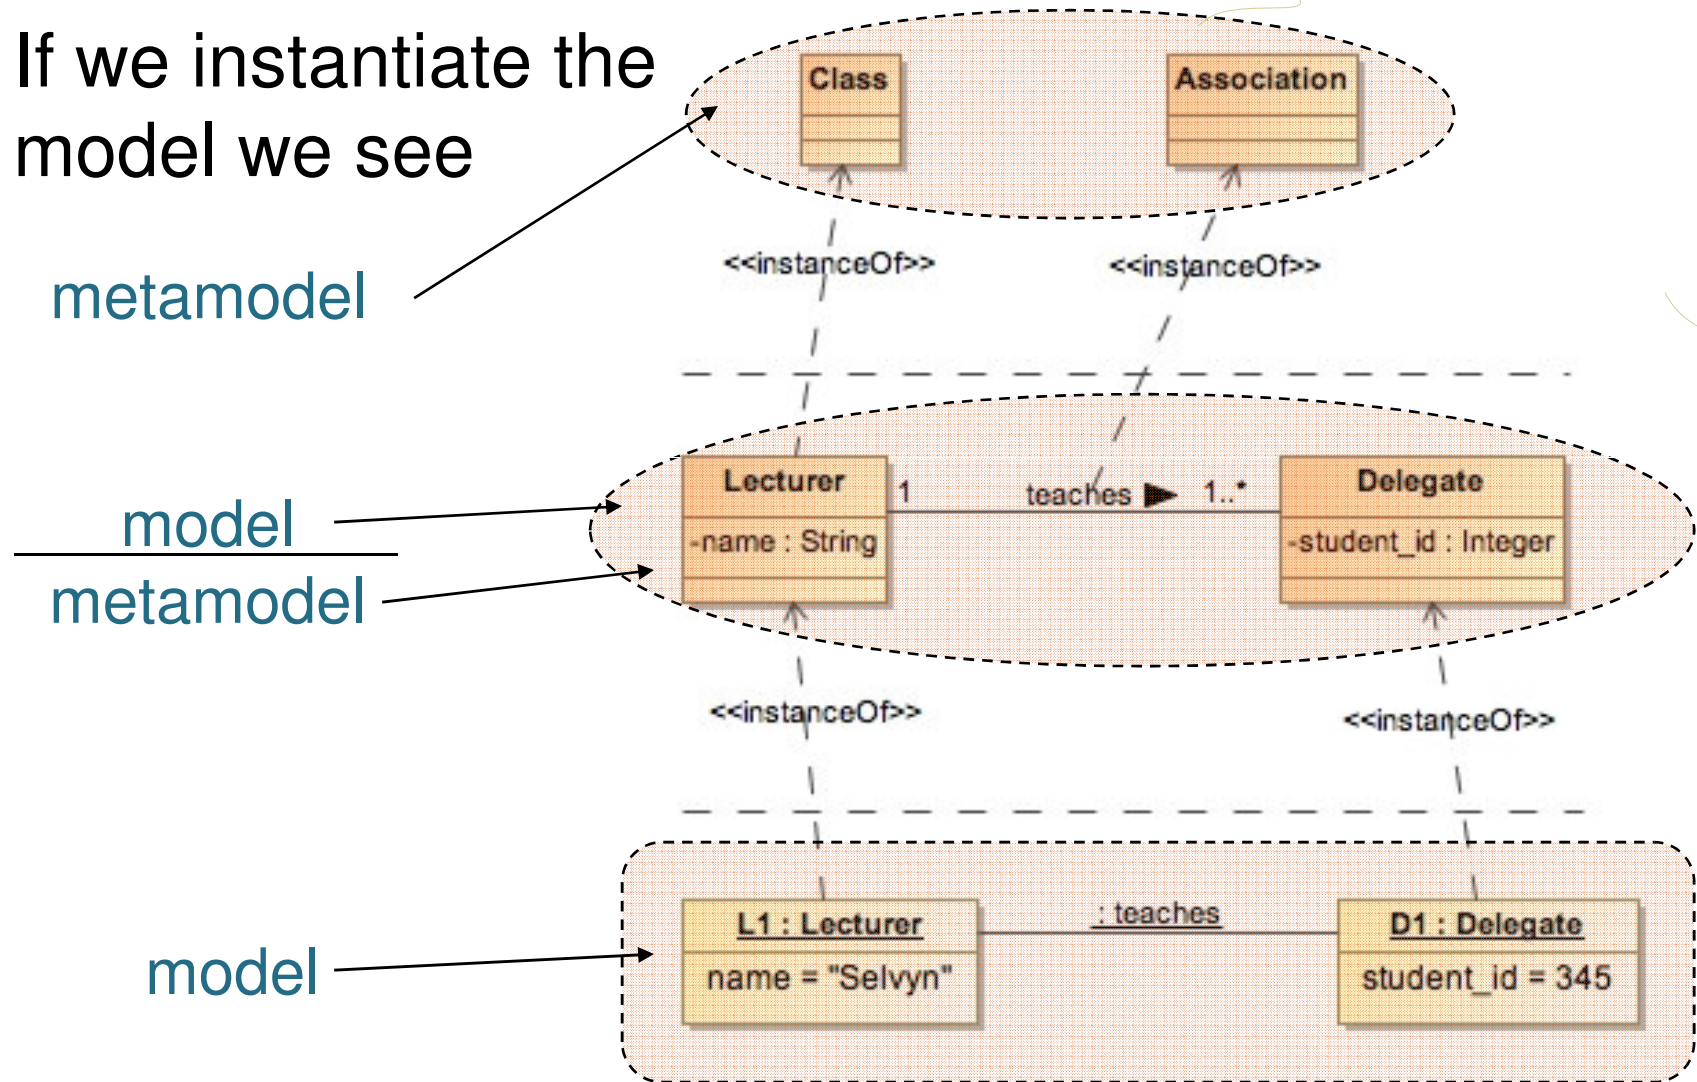 If we instantiate the
model we see
metamodel
Class
Association
<<instanceOf>>
<<instanceOf>>
model
metamodel
Lecturer
-name : String
1
teaches
1..*
Delegate
-student_id : Integer
<<instanceOf>>
<<instanceOf>>
model
L1 : Lecturer
name = "Selvyn"
: teaches
D1 : Delegate
student_id = 345